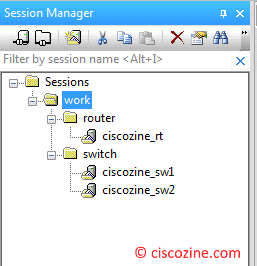 Session Manager
Filter by session name <Alt+I>
Sessions
work
router
ciscozine_rt
switch
ciscozine_sw1
ciscozine_sw2
© ciscozine.com